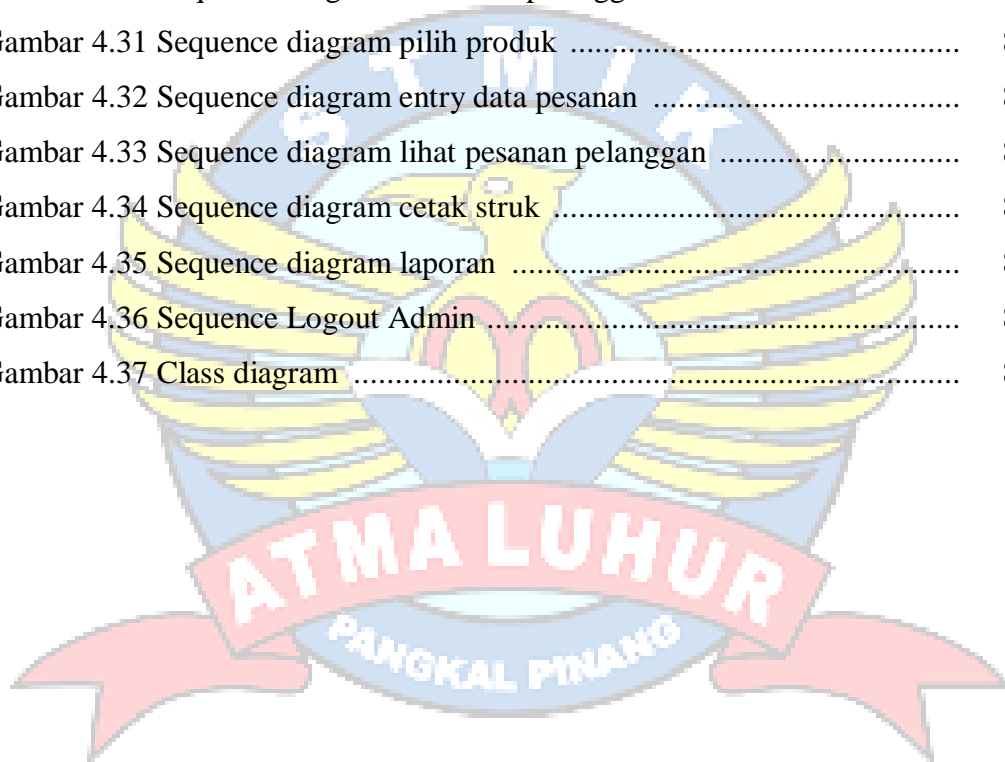 Gambar 4.31 Sequence diagram pilih produk ...............................................
Gambar 4.32 Sequence diagram entry data pesanan .....................................
Gambar 4.33 Sequence diagram lihat pesanan pelanggan .............................
Gambar 4.34 Sequence diagram cetak struk .................................................
Gambar 4.35 Sequence diagram laporan ......................................................
Gambar 4.36 Sequence Logout Admin .........................................................
Gambar 4.37 Class diagram .........................................................................
STMIK
ATMA LUHUR
PANGKAL PINANG